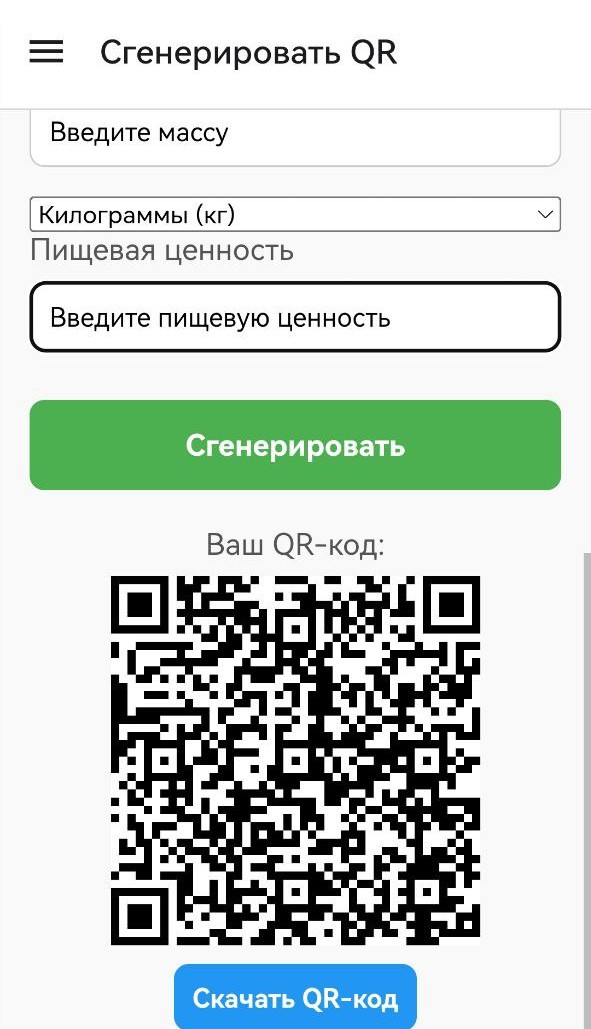 Сгенерировать QR
Введите массу
Килограммы (кг)
Пищевая ценность
Введите пищевую ценность
Сгенерировать
Ваш QR-код:
Скачать QR-код